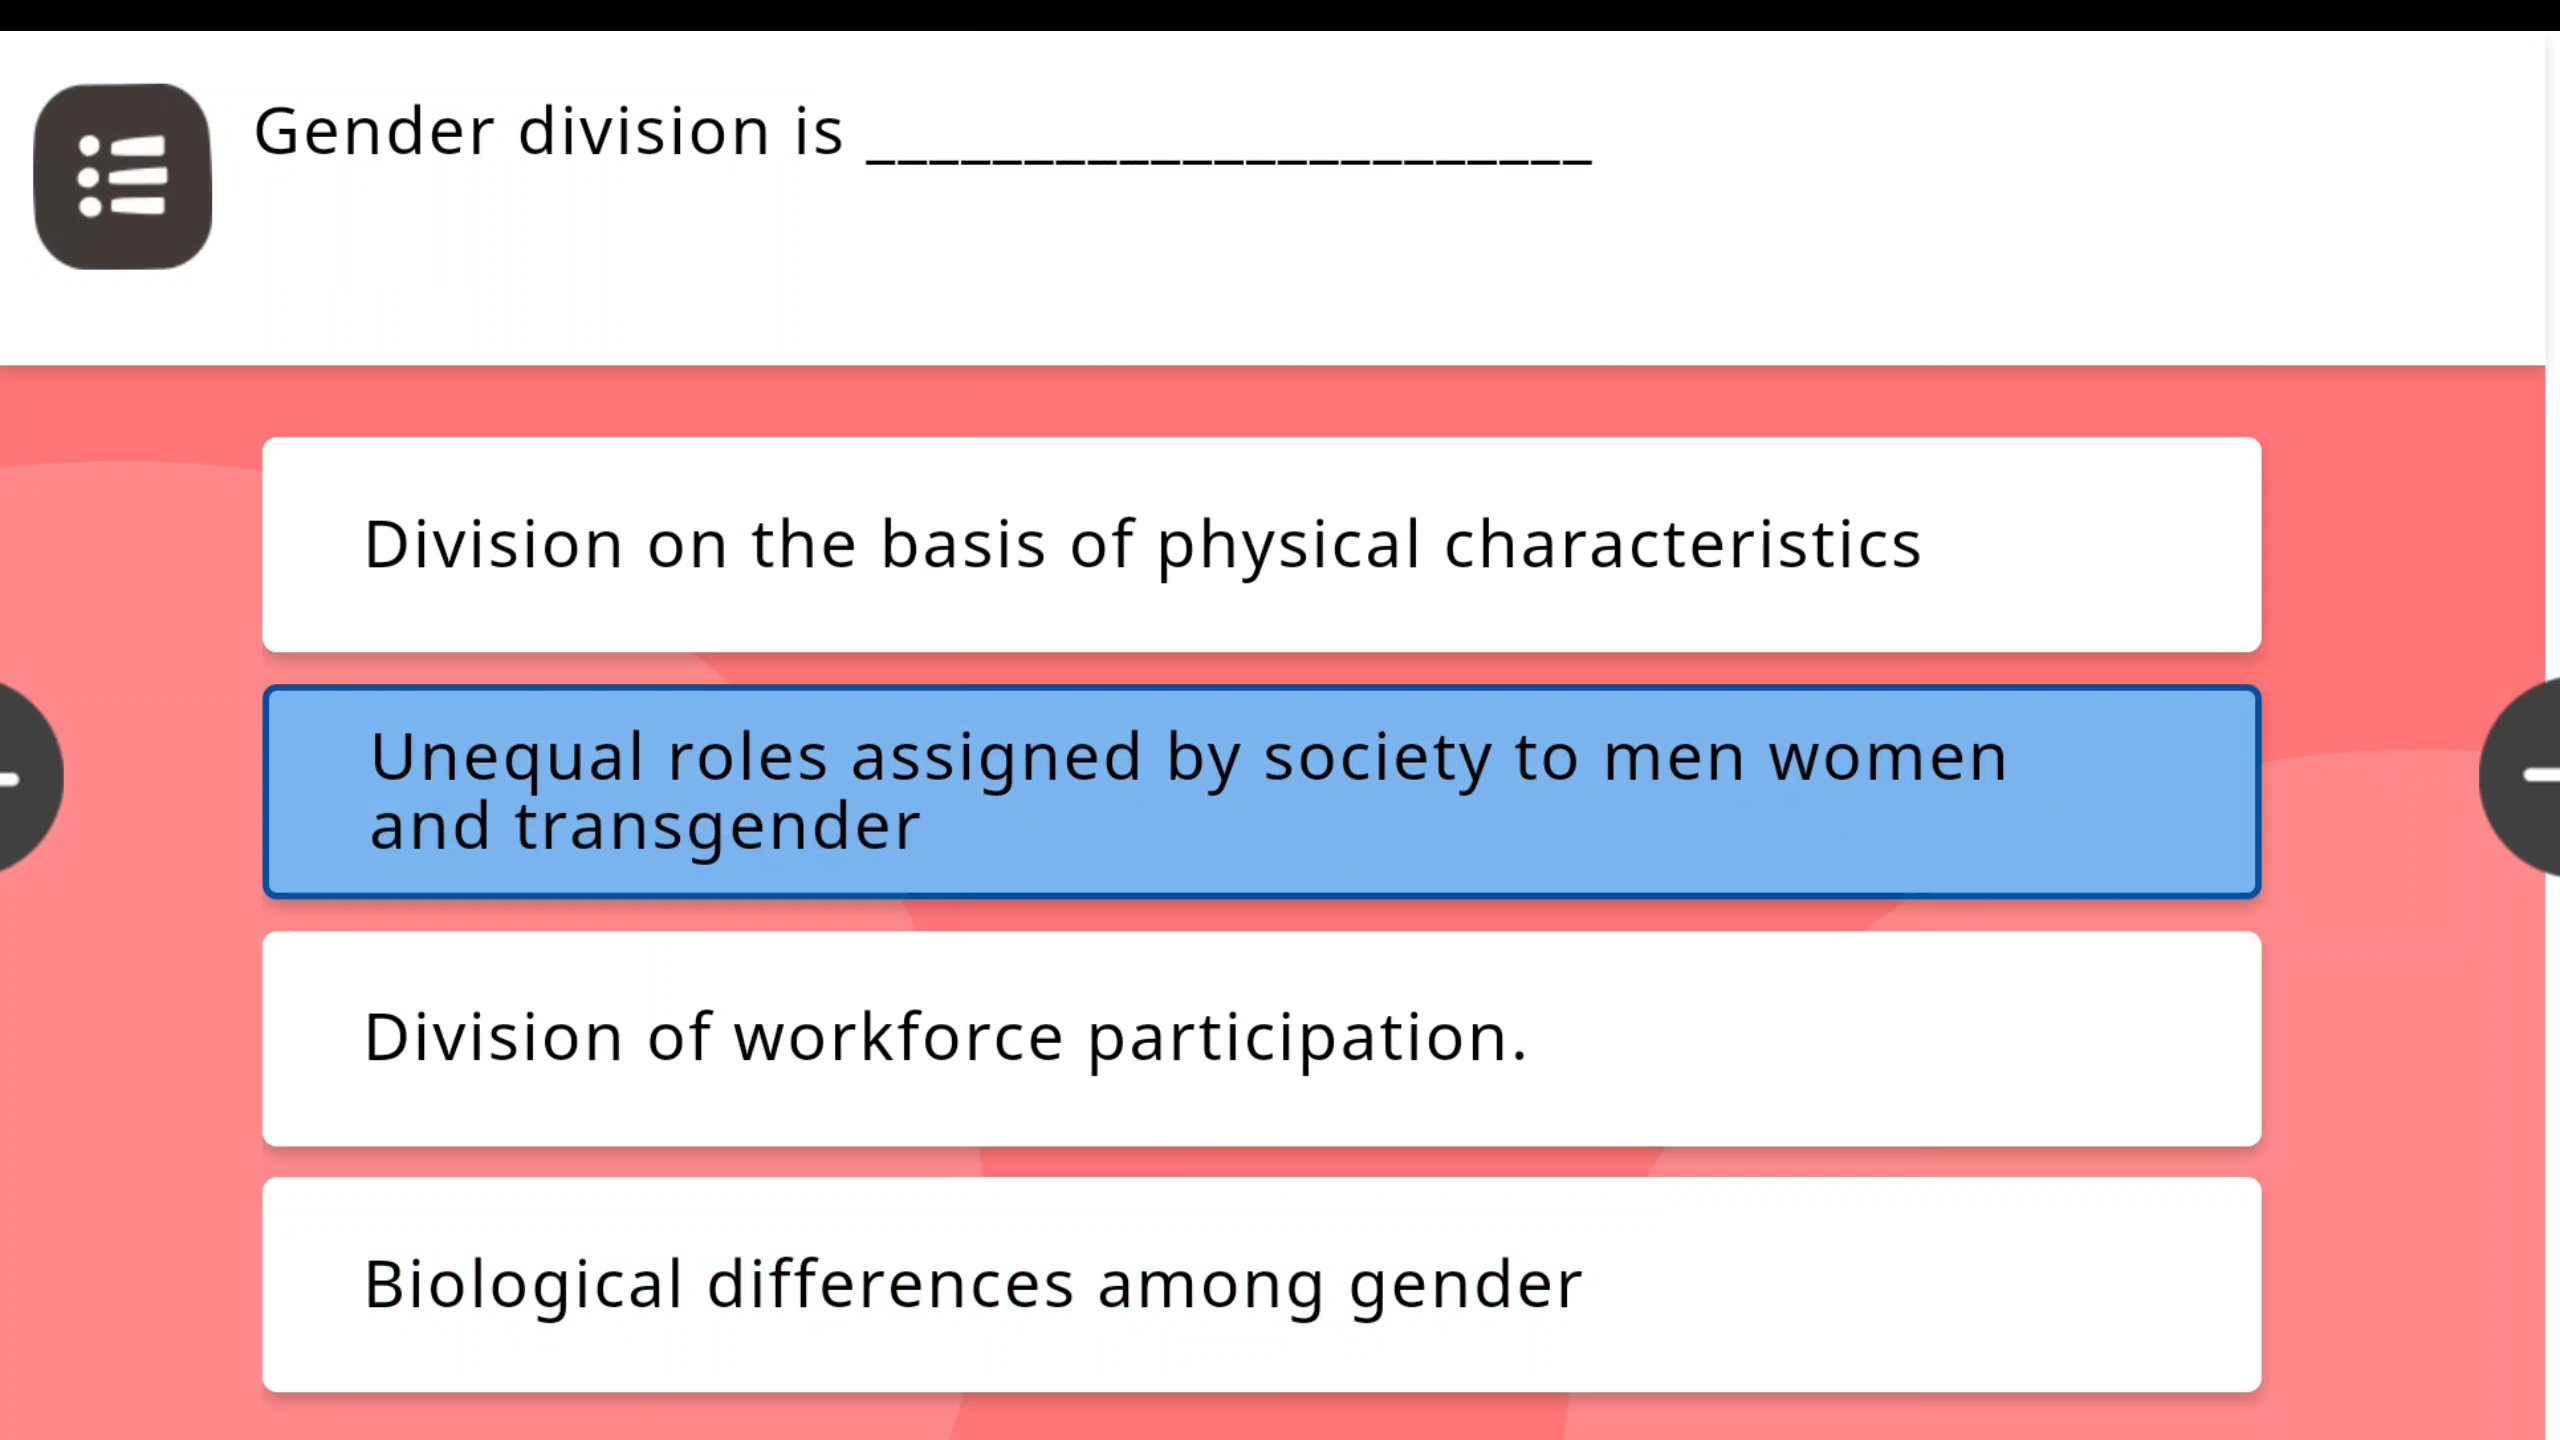 Gender division is _______________________
Division on the basis of physical characteristics
Unequal roles assigned by society to men women
and transgender
Division of workforce participation.
Biological differences among gender